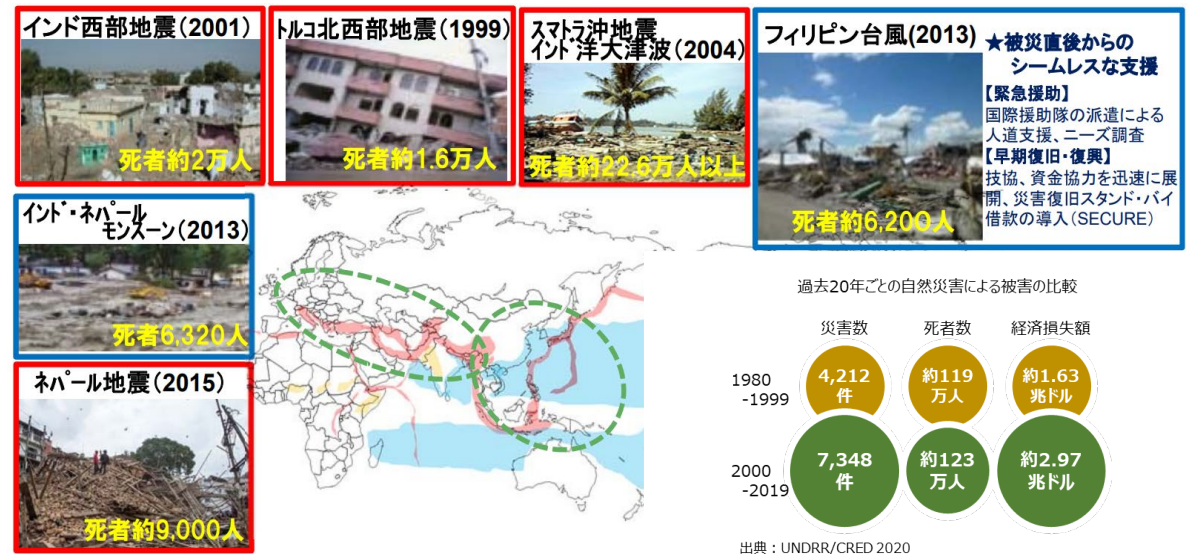 インド西部地震(2001)
死者約2万人
トルコ北西部地震(1999)
死者約1.6万人
スマトラ沖地震
インド洋大津波(2004)
死者約22.6万人以上
フィリピン台風(2013)
死者約6,200人
★被災直後からの
シームレスな支援
【緊急援助】
国際援助隊の派遣による
人道支援、ニーズ調査
【早期復旧・復興】
技協、資金協力を迅速に展
開、災害復旧スタンド・バイ
借款の導入(SECURE)
インド・ネパール
モンスーン(2013)
死者6,320人
ネパール地震(2015)
死者約9,000人
過去20年ごとの自然災害による被害の比較
災害数 死者数 経済損失額
1980
-1999
4,212
件
約119
万人
約1.63
兆ドル
2000
-2019
7,348
件
約123
万人
約2.97
兆ドル
出典：UNDRR/CRED 2020